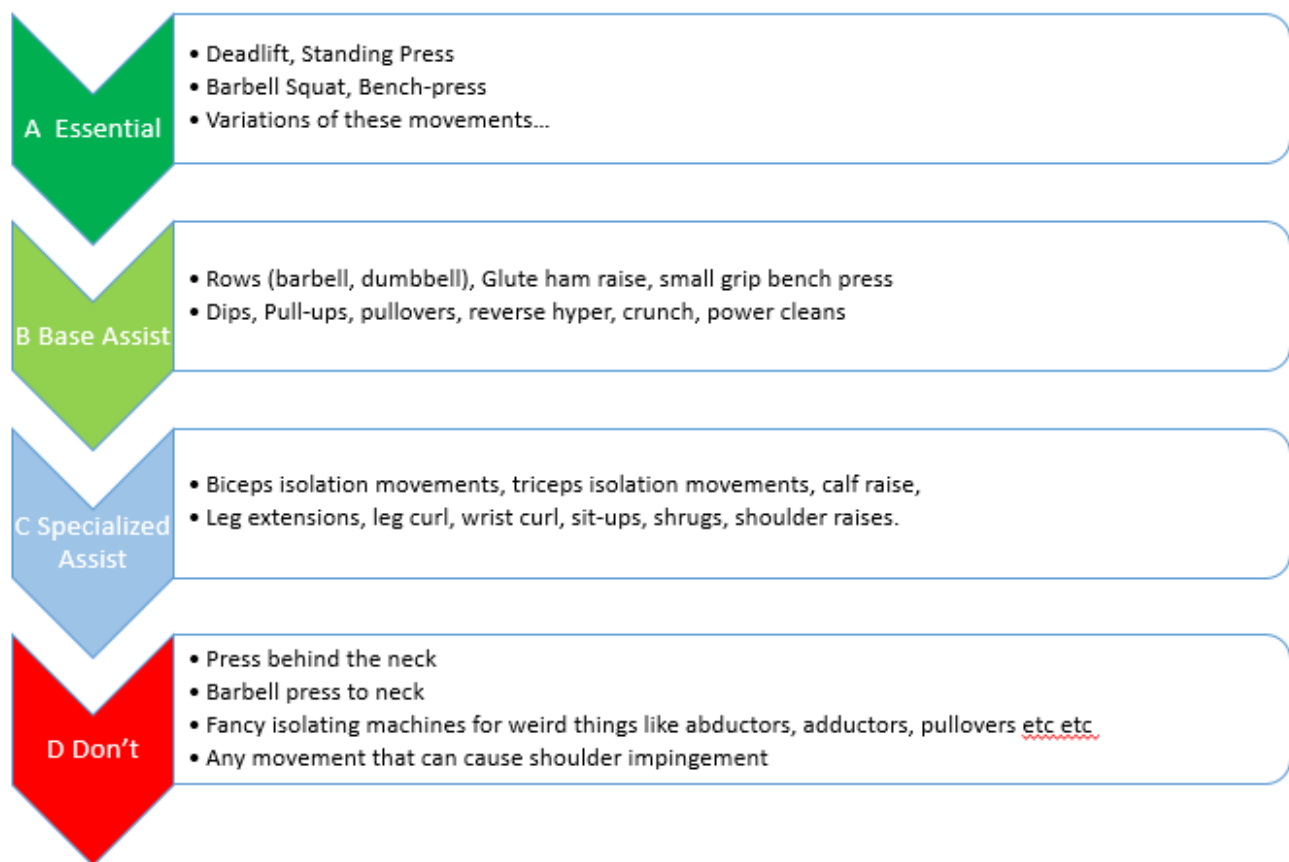 A Essential
• Deadlift, Standing Press
• Barbell Squat, Bench-press
• Variations of these movements...
B Base Assist
• Rows (barbell, dumbbell), Glute ham raise, small grip bench press
• Dips, Pull-ups, pullovers, reverse hyper, crunch, power cleans
C Specialized
Assist
• Biceps isolation movements, triceps isolation movements, calf raise,
• Leg extensions, leg curl, wrist curl, sit-ups, shrugs, shoulder raises.
D Don't
• Press behind the neck
• Barbell press to neck
• Fancy isolating machines for weird things like abductors, adductors, pullovers etc etc
• Any movement that can cause shoulder impingement